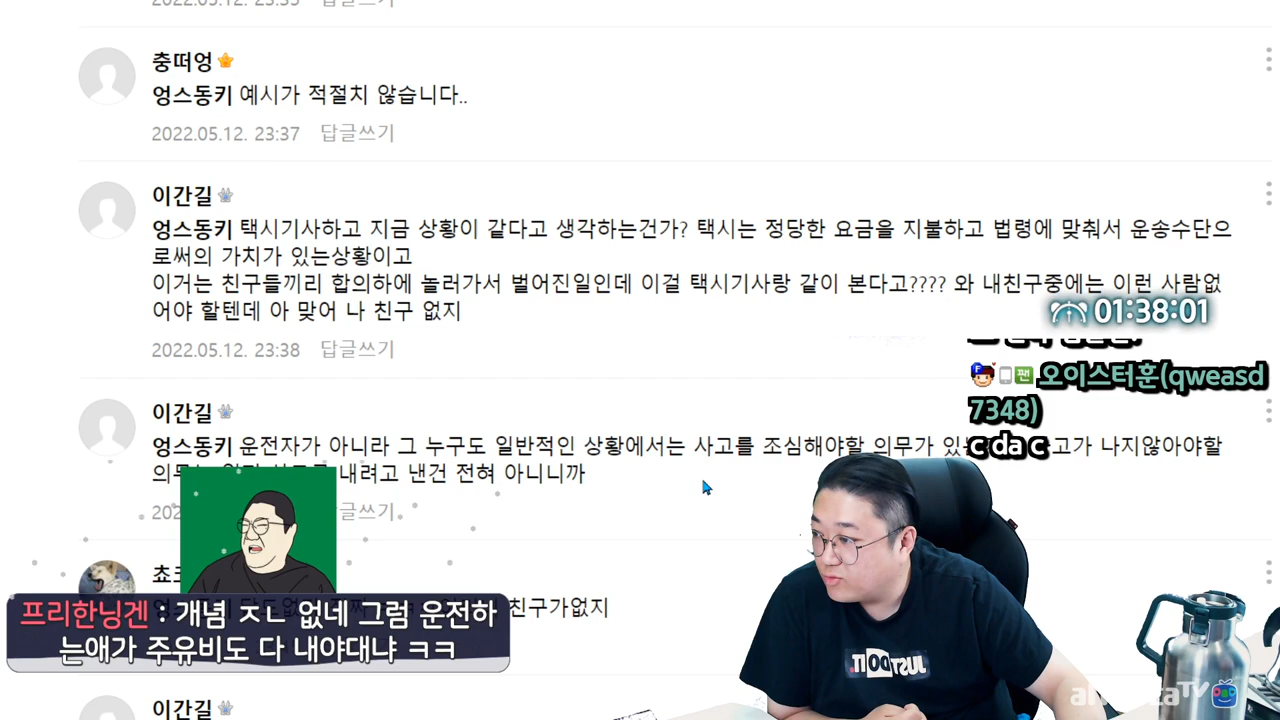 충떠엉
엉스동키 예시가 적절치 않습니다..
2022.05.12. 23:37 답글쓰기
이간길
엉스동키 택시기사하고 지금 상황이 같다고 생각하는건가? 택시는 정당한 요금을 지불하고 법령에 맞춰서 운송수단으
로써의 가치가 있는상황이고
이거는 친구들끼리 합의하에 놀러가서 벌어진일인데 이걸 택시기사랑 같이 본다고???? 와 내친구중에는 이런 사람없
어야 할텐데 아 맞어 나 친구 없지
2022.05.12. 23:38 답글쓰기
01:38:01
팬 오이스터훈(qweasd
7348)
c da c
이간길
엉스동키 운전자가 아니라 그 누구도 일반적인 상황에서는 사고를 조심해야할 의무가 나지않아야할
내려고 낸건 전혀 아니니까
답글쓰기
친구가없지
프리한닝겐 : 개념 ㅈㄴ 없네 그럼 운전하
는애가 주유비도 다 내야대냐 ㅋㅋ
JUST DO IT.
이간길